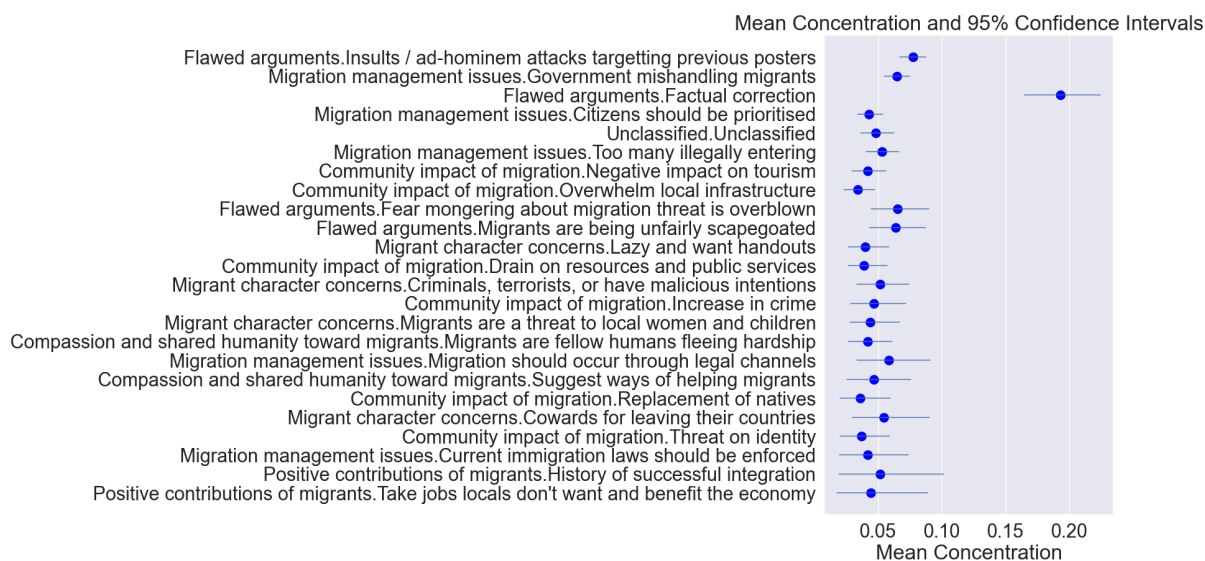 Mean Concentration and 95% Confidence Intervals
Flawed arguments.Insults / ad-hominem attacks targetting previous posters
Migration management issues.Government mishandling migrants
Flawed arguments.Factual correction
Migration management issues.Citizens should be prioritised
Unclassified.Unclassified
Migration management issues.Too many illegally entering
Community impact of migration.Negative impact on tourism
Community impact of migration.Overwhelm local infrastructure
Flawed arguments.Fear mongering about migration threat is overblown
Flawed arguments.Migrants are being unfairly scapegoated
Migrant character concerns.Lazy and want handouts
Community impact of migration.Drain on resources and public services
Migrant character concerns.Criminals, terrorists, or have malicious intentions
Community impact of migration.Increase in crime
Migrant character concerns.Migrants are a threat to local women and children
Compassion and shared humanity toward migrants.Migrants are fellow humans fleeing hardship
Migration management issues.Migration should occur through legal channels
Compassion and shared humanity toward migrants.Suggest ways of helping migrants
Community impact of migration.Replacement of natives
Migrant character concerns.Cowards for leaving their countries
Community impact of migration.Threat on identity
Migration management issues.Current immigration laws should be enforced
Positive contributions of migrants.History of successful integration
Positive contributions of migrants.Take jobs locals don't want and benefit the economy
0.05 0.10 0.15 0.20
Mean Concentration